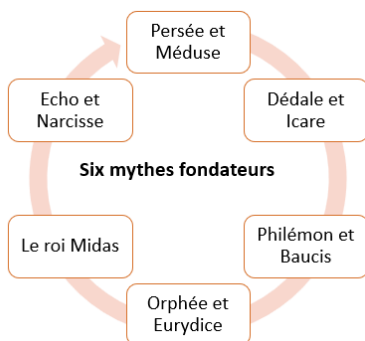 Persée et
Méduse
Dédale et
Icare
Philémon et
Baucis
Orphée et
Eurydice
Le roi Midas
Echo et
Narcisse
Six mythes fondateurs